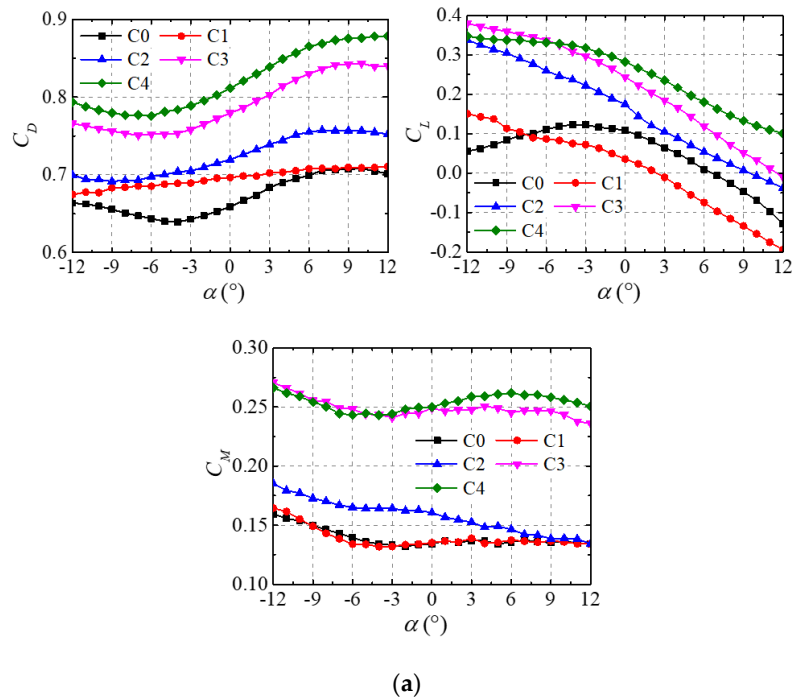 C0 C1
C2 C3
C4
0.9
0.8
0.7
0.6
C_D
-12 -9 -6 -3 0 3 6 9 12
α (°)
0.4
0.3
0.2
0.1
0.0
-0.1
-0.2
C_L
C0 C1
C2 C3
C4
-12 -9 -6 -3 0 3 6 9 12
α (°)
0.30
0.25
0.20
0.15
0.10
C_M
C0 C1
C2 C3
C4
-12 -9 -6 -3 0 3 6 9 12
α (°)
(a)